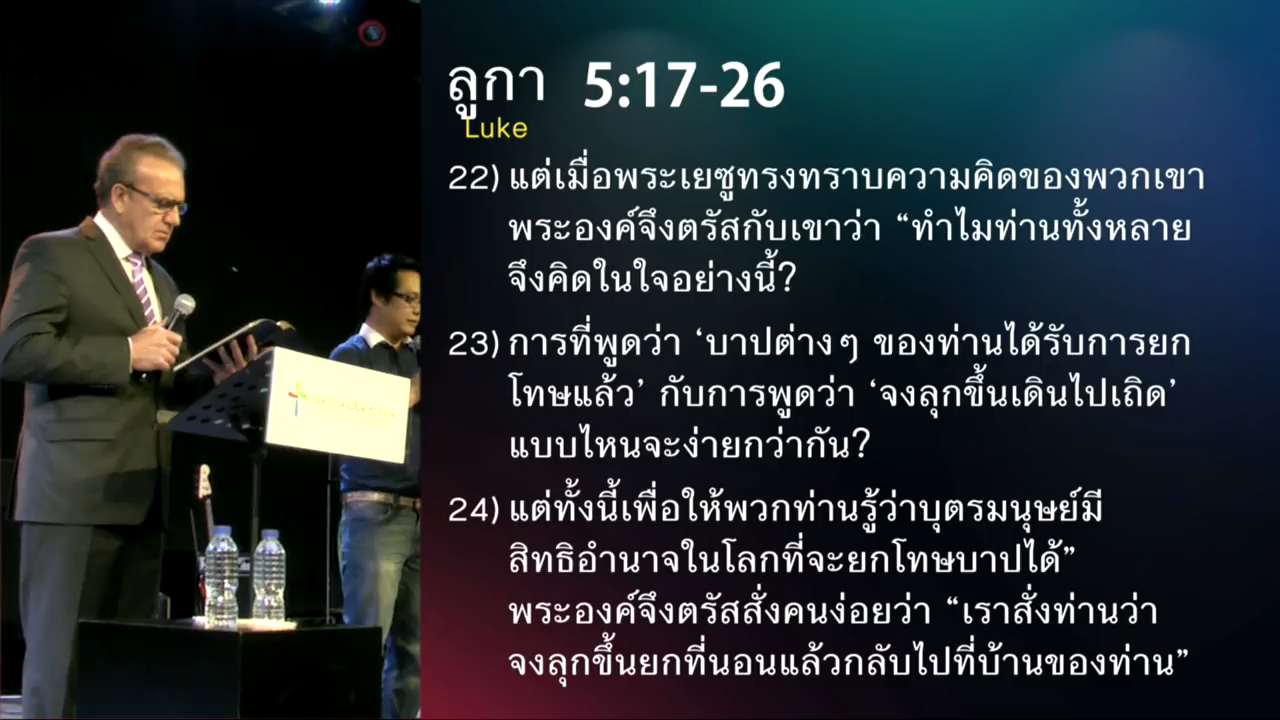 ลูกา 5:17-26
Luke
22) แต่เมื่อพระเยซูทรงทราบความคิดของพวกเขา
พระองค์จึงตรัสกับเขาว่า “ทำไมท่านทั้งหลาย
จึงคิดในใจอย่างนี้?
23) การที่พูดว่า ‘บาปต่างๆ ของท่านได้รับการยก
โทษแล้ว’ กับการพูดว่า ‘จงลุกขึ้นเดินไปเถิด’
แบบไหนจะง่ายกว่ากัน?
24) แต่ทั้งนี้เพื่อให้พวกท่านรู้ว่าบุตรมนุษย์มี
สิทธิอำนาจในโลกที่จะยกโทษบาปได้”
พระองค์จึงตรัสสั่งคนง่อยว่า “เราสั่งท่านว่า
จงลุกขึ้นยกที่นอนแล้วกลับไปที่บ้านของท่าน”